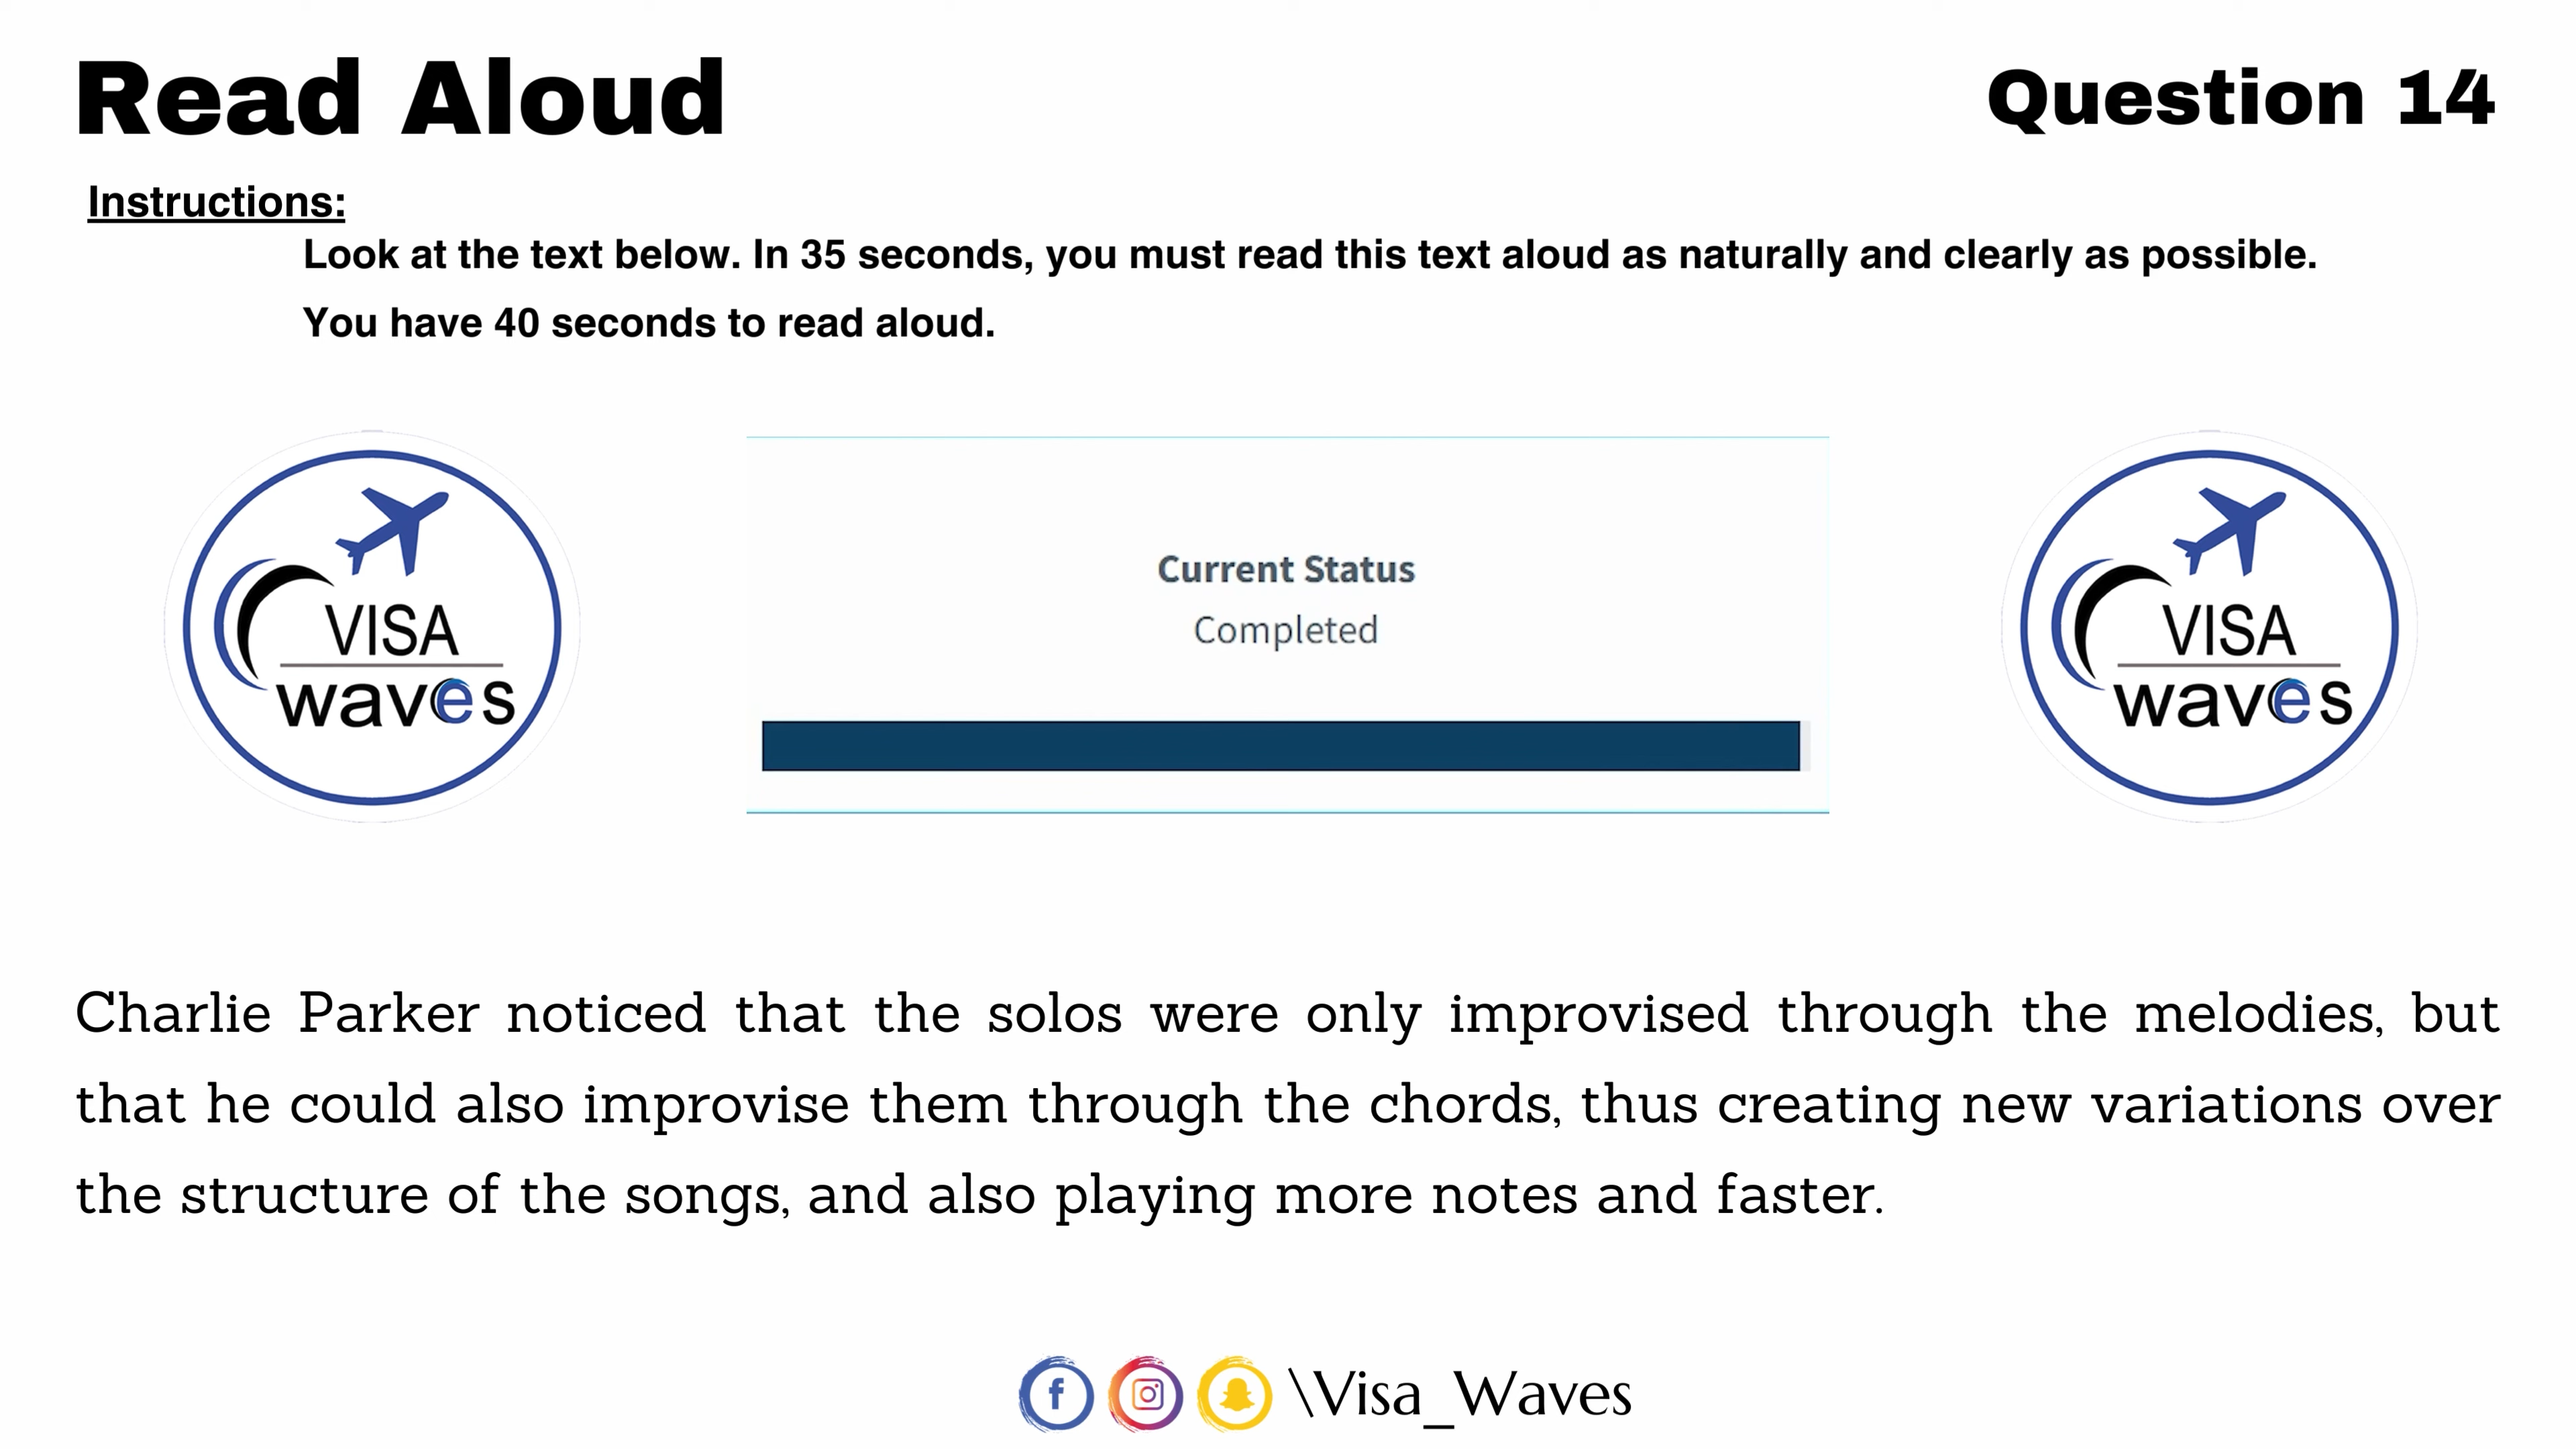 Read Aloud
Question 14
Instructions:
Look at the text below. In 35 seconds, you must read this text aloud as naturally and clearly as possible.
You have 40 seconds to read aloud.
VISA
waves
Current Status
Completed
VISA
waves
Charlie Parker noticed that the solos were only improvised through the melodies, but
that he could also improvise them through the chords, thus creating new variations over
the structure of the songs, and also playing more notes and faster.
\Visa_Waves